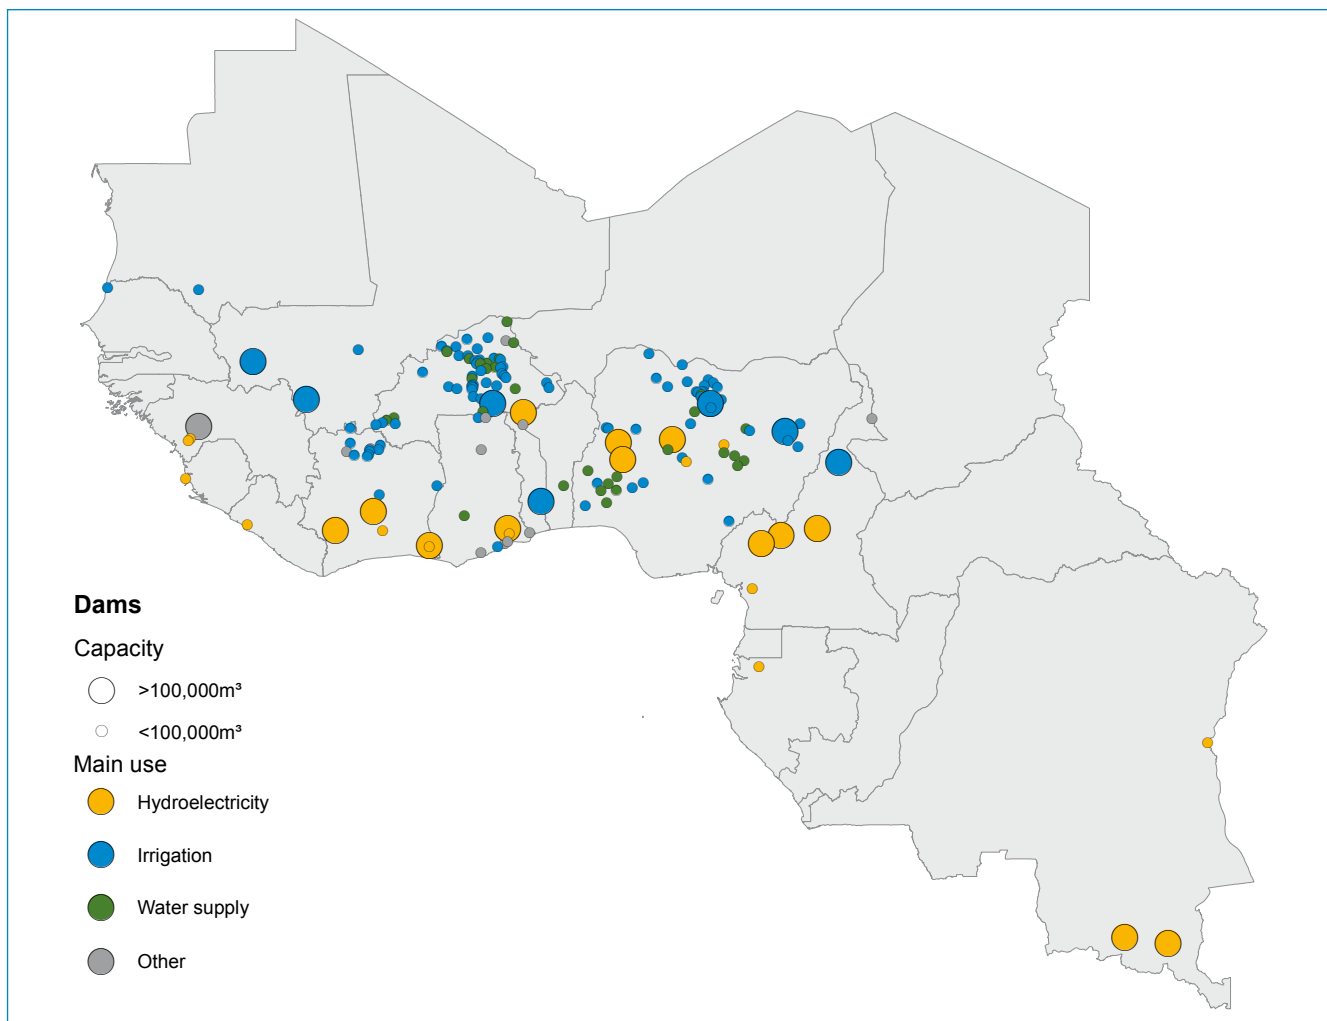 Dams
Capacity
>100,000m³
<100,000m³
Main use
Hydroelectricity
Irrigation
Water supply
Other